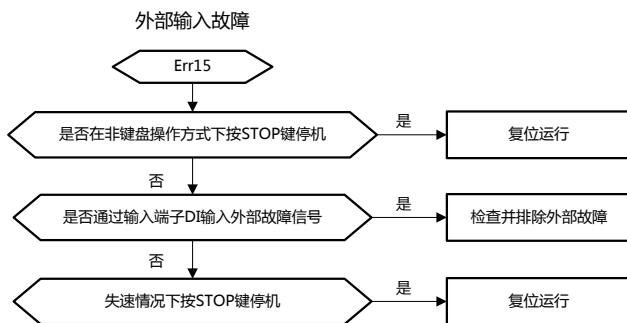 外部输入故障
Err15
是否在非键盘操作方式下按STOP键停机
是
复位运行
否
是否通过输入端子DI输入外部故障信号
是
检查并排除外部故障
否
失速情况下按STOP键停机
是
复位运行